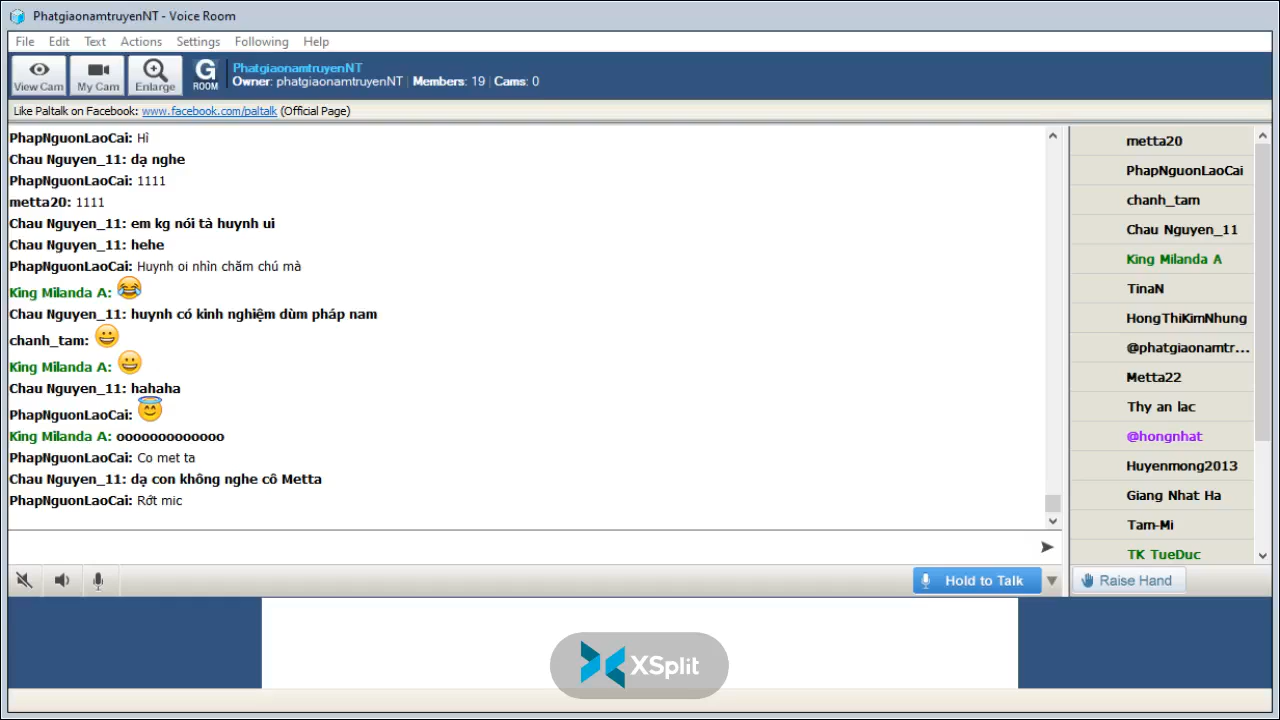 PhatgiaonamtruyenNT - Voice Room
File Edit Text Actions Settings Following Help
View Cam My Cam Enlarge G ROOM
PhatgiaonamtruyenNT
Owner: phatgiaonamtruyenNT | Members: 19 | Cams: 0
Like Paltalk on Facebook: www.facebook.com/paltalk (Official Page)
PhapNguonLaoCai: Hỉ
Chau Nguyen_11: dạ nghe
PhapNguonLaoCai: 1111
metta20: 1111
Chau Nguyen_11: em kg nói tà huynh ui
Chau Nguyen_11: hehe
PhapNguonLaoCai: Huynh oi nhìn chăm chú mà
King Milanda A: 😂
Chau Nguyen_11: huynh có kinh nghiệm dùm pháp nam
chanh_tam: 😀
King Milanda A: 😀
Chau Nguyen_11: hahaha
PhapNguonLaoCai: 😇
King Milanda A: ooooooooooooo
PhapNguonLaoCai: Co met ta
Chau Nguyen_11: dạ con không nghe cô Metta
PhapNguonLaoCai: Rớt mic
metta20
PhapNguonLaoCai
chanh_tam
Chau Nguyen_11
King Milanda A
TinaN
HongThiKimNhung
@phatgiaonamtr...
Metta22
Thy an lac
@hongnhat
Huyenmong2013
Giang Nhat Ha
Tam-Mi
TK TueDuc
Hold to Talk
Raise Hand
XSplit